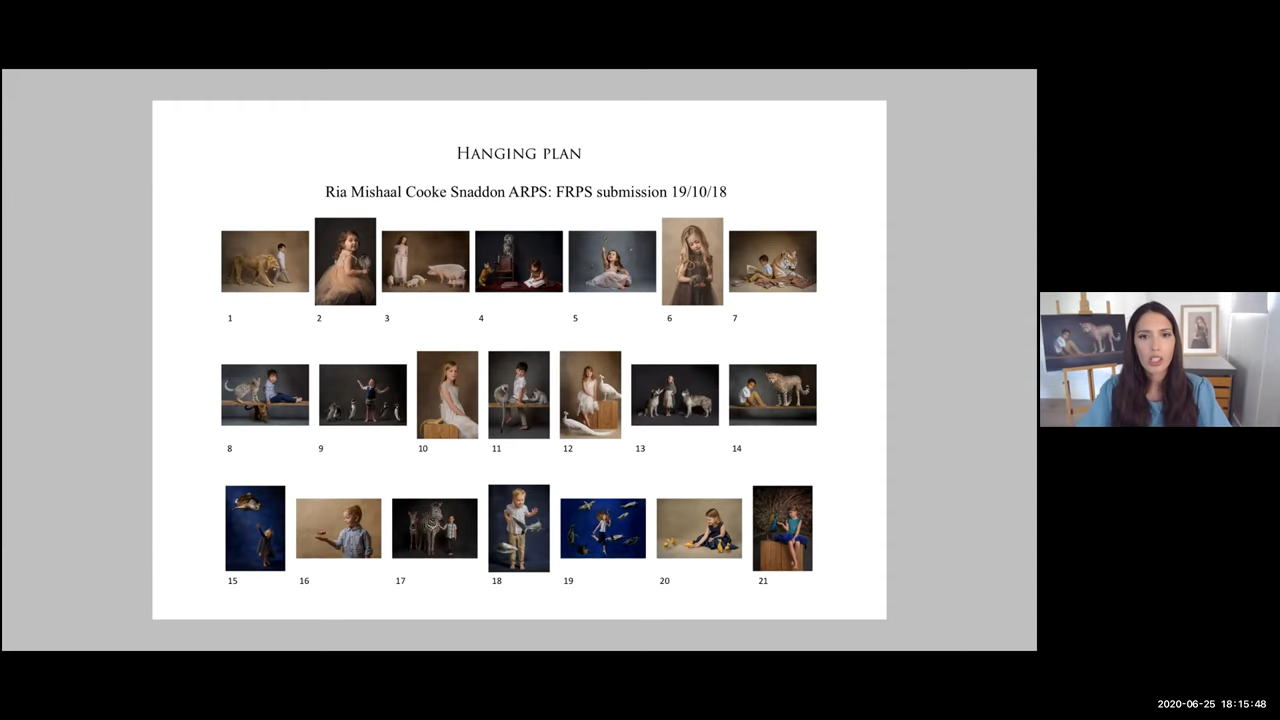 HANGING PLAN
Ria Mishaal Cooke Snaddon ARPS: FRPS submission 19/10/18
1 2 3 4 5 6 7
8 9 10 11 12 13 14
15 16 17 18 19 20 21
2020-06-25 18:15:48